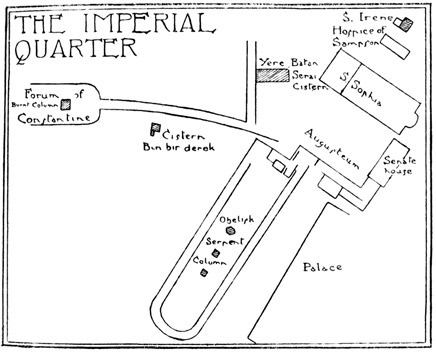 THE IMPERIAL
QUARTER
S. Irene
Hospice of
Sampson
Yere Baton
Serai
Cistern
S. Sophia
Forum of
Burnt Column
Constantine
Cistern
Bin bir derek
Augusteum
Senate
house
Obelisk
Serpent
Column
Palace